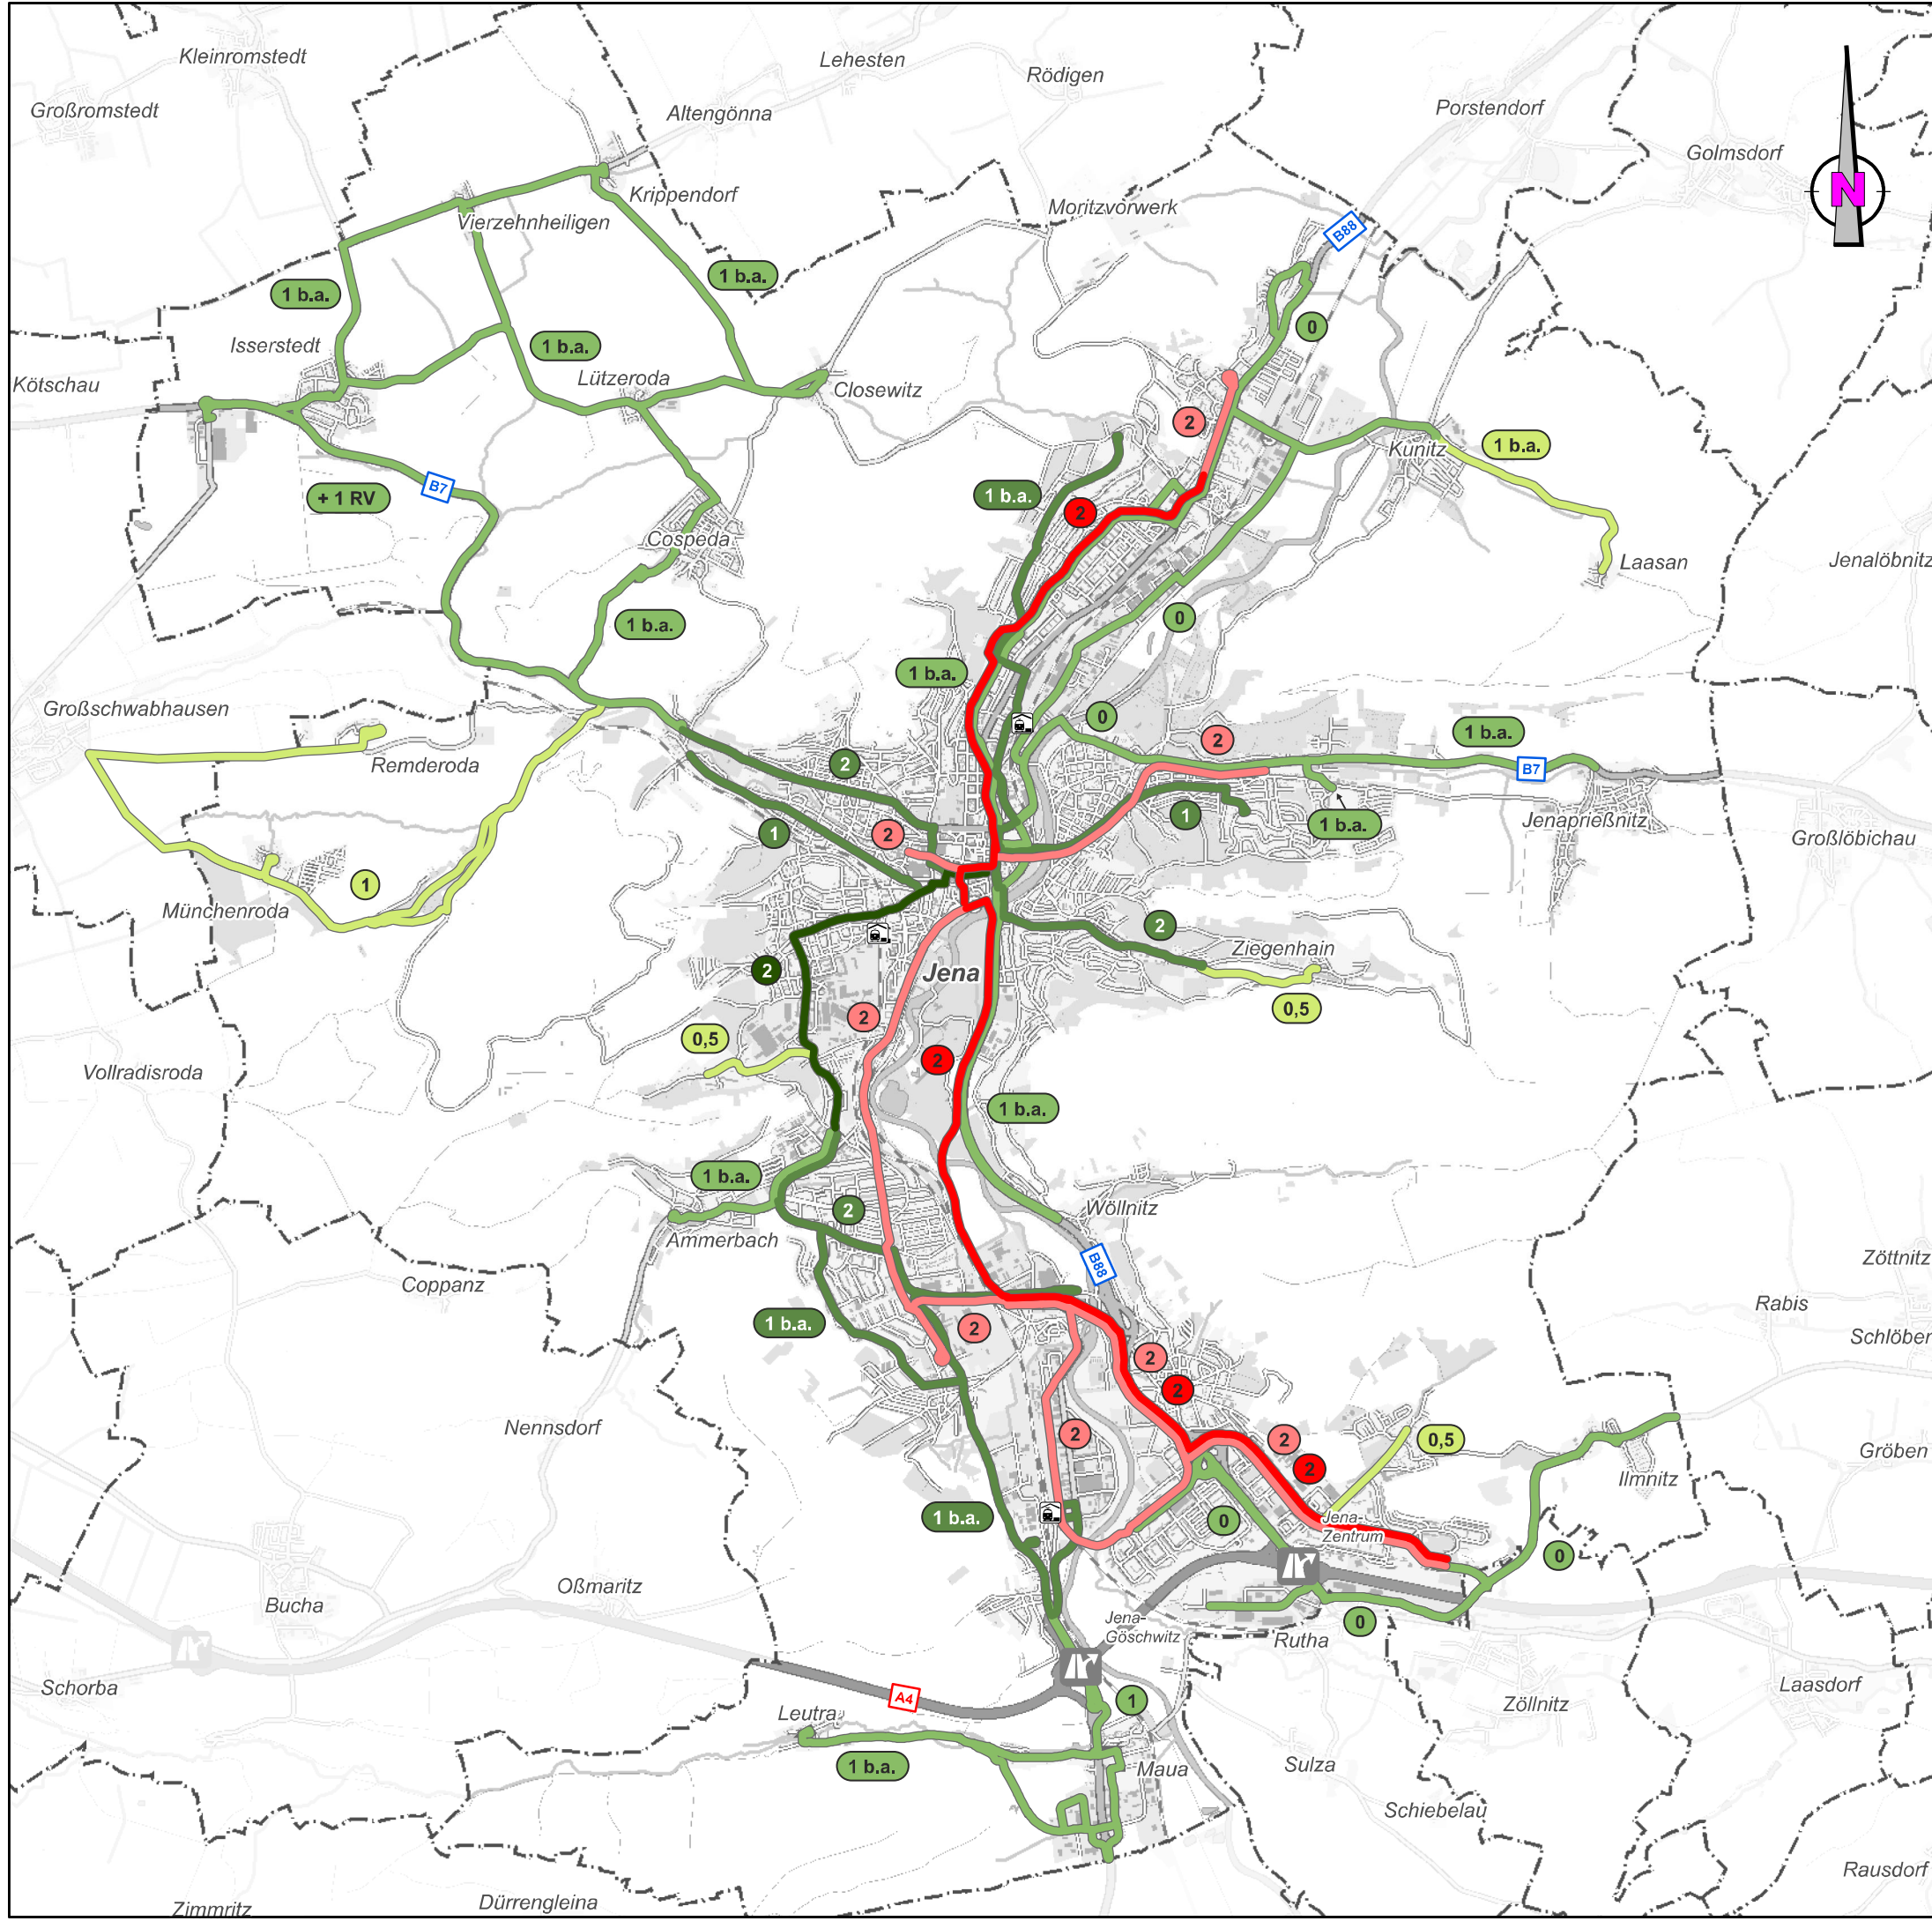 Kleinromstedt
Lehesten
Rödigen
Großromstedt
Altengönna
Porstendorf
Golmsdorf
N
Krippendorf
Moritzvorwerk
Vierzehnheiligen
B88
1 b.a.
1 b.a.
0
Isserstedt
1 b.a.
Kötschau
Lützeroda
Closewitz
2
Kunitz
1 b.a.
B7
+ 1 RV
1 b.a.
2
Cospeda
Laasan
Jenalöbnitz
1 b.a.
0
1 b.a.
Großschwabhausen
0
2
1 b.a.
Remderoda
2
B7
1
2
1
1 b.a.
Jenaprießnitz
Großlöbichau
1
Münchenroda
2
Ziegenhain
2
Jena
0,5
2
0,5
2
Vollradisroda
1 b.a.
1 b.a.
2
Wöllnitz
Ammerbach
B88
Zöttnitz
Coppanz
Rabis
1 b.a.
2
Schlöben
2
2
Nennsdorf
2
2
0,5
2
Gröben
Ilmnitz
1 b.a.
0
Jena-
Zentrum
0
Oßmaritz
Bucha
Jena-
Göschwitz
0
Rutha
Schorba
A4
1
Laasdorf
Zöllnitz
Leutra
1 b.a.
Maua
Sulza
Schiebelau
Rausdorf
Dürrengleina
Zimmritz